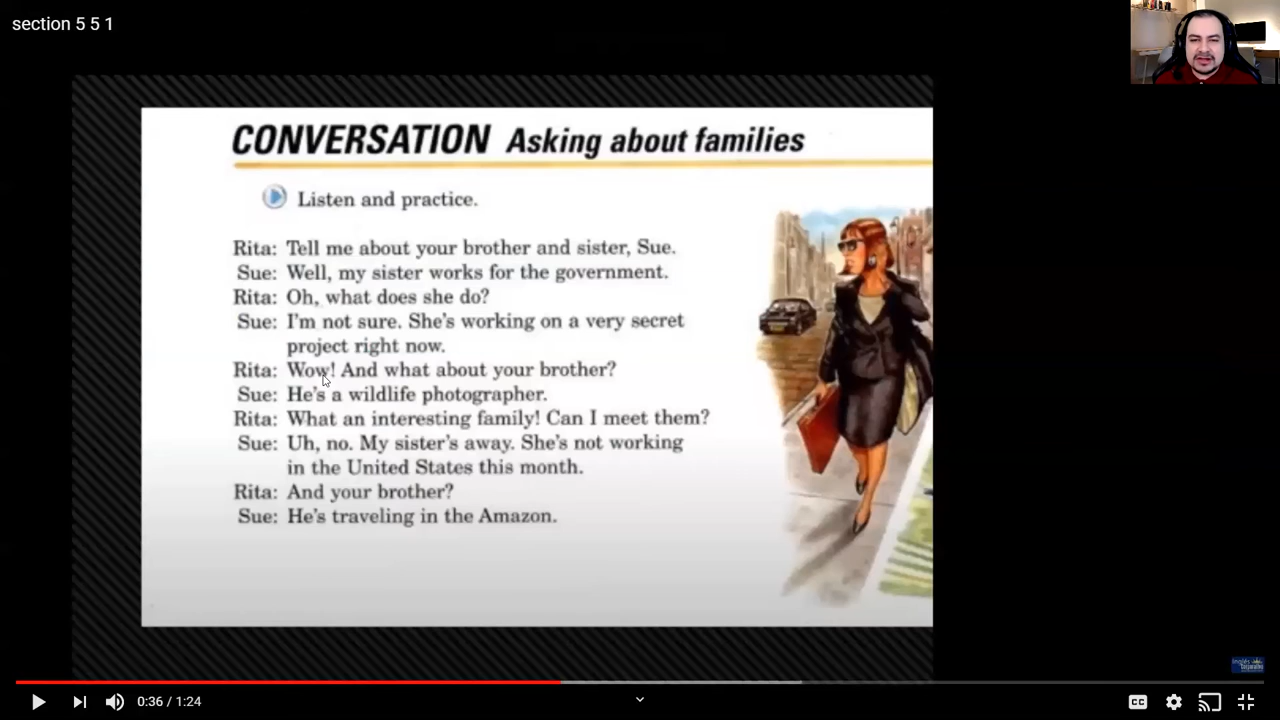 section 5 5 1
CONVERSATION Asking about families
Listen and practice.
Rita: Tell me about your brother and sister, Sue.
Sue: Well, my sister works for the government.
Rita: Oh, what does she do?
Sue: I'm not sure. She's working on a very secret
project right now.
Rita: Wow! And what about your brother?
Sue: He's a wildlife photographer.
Rita: What an interesting family! Can I meet them?
Sue: Uh, no. My sister's away. She's not working
in the United States this month.
Rita: And your brother?
Sue: He's traveling in the Amazon.
0:36 / 1:24
CC